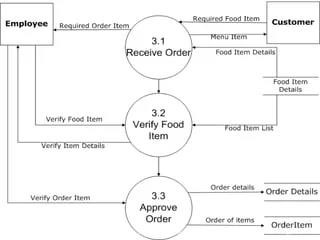 Employee
Required Order Item
Required Food Item
Customer
Menu Item
3.1
Receive Order
Food Item Details
Food Item
Details
3.2
Verify Food
Item
Verify Food Item
Food Item List
Verify Item Details
3.3
Approve
Order
Verify Order Item
Order details
Order Details
Order of items
OrderItem